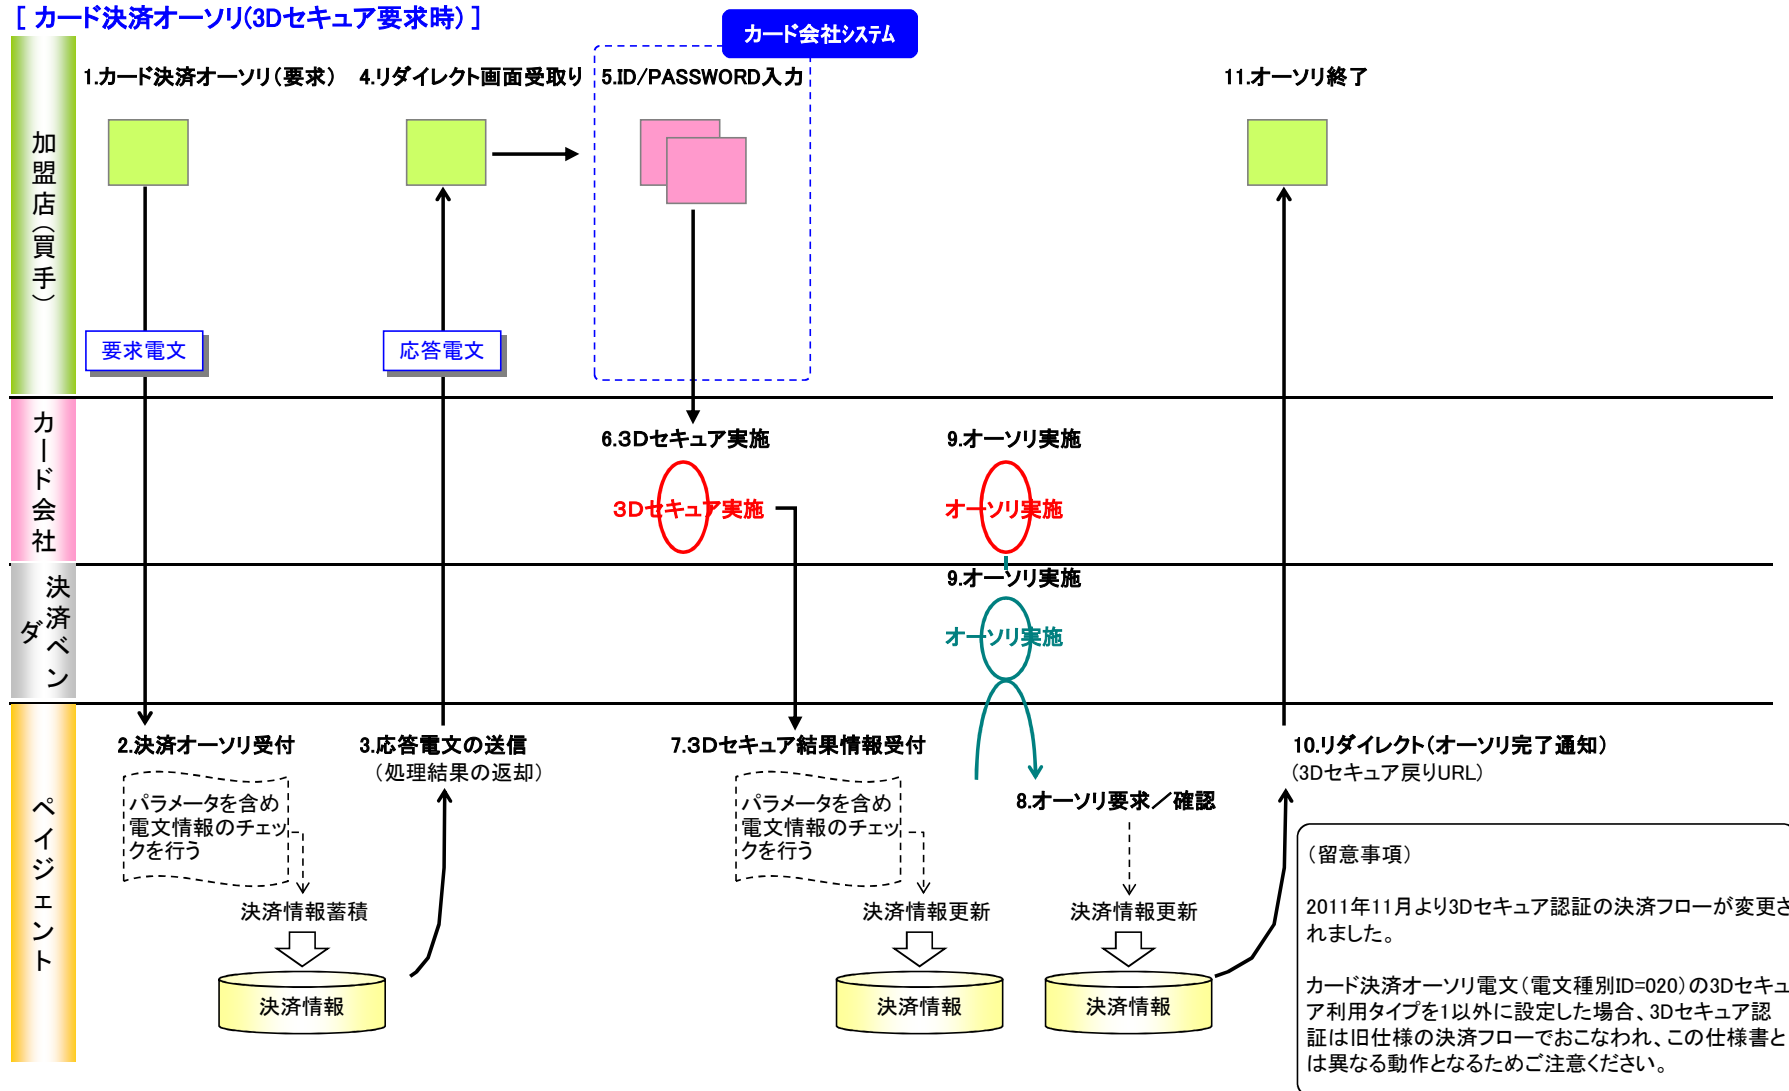 [ カード決済オーソリ(3Dセキュア要求時) ]
カード会社システム
1.カード決済オーソリ(要求)
4.リダイレクト画面受取り
5.ID/PASSWORD入力
11.オーソリ終了
加盟店(買手)
要求電文
応答電文
カード会社
6.3Dセキュア実施
9.オーソリ実施
3Dセキュア実施
オーソリ実施
決済ベンダ
9.オーソリ実施
オーソリ実施
ペイジェント
2.決済オーソリ受付
3.応答電文の送信
(処理結果の返却)
7.3Dセキュア結果情報受付
10.リダイレクト(オーソリ完了通知)
(3Dセキュア戻りURL)
パラメータを含め
電文情報のチェッ
クを行う
パラメータを含め
電文情報のチェッ
クを行う
8.オーソリ要求/確認
決済情報蓄積
決済情報更新
決済情報更新
決済情報
決済情報
決済情報
(留意事項)
2011年11月より3Dセキュア認証の決済フローが変更さ
れました。
カード決済オーソリ電文(電文種別ID=020)の3Dセキュ
ア利用タイプを1以外に設定した場合、3Dセキュア認
証は旧仕様の決済フローでおこなわれ、この仕様書と
は異なる動作となるためご注意ください。